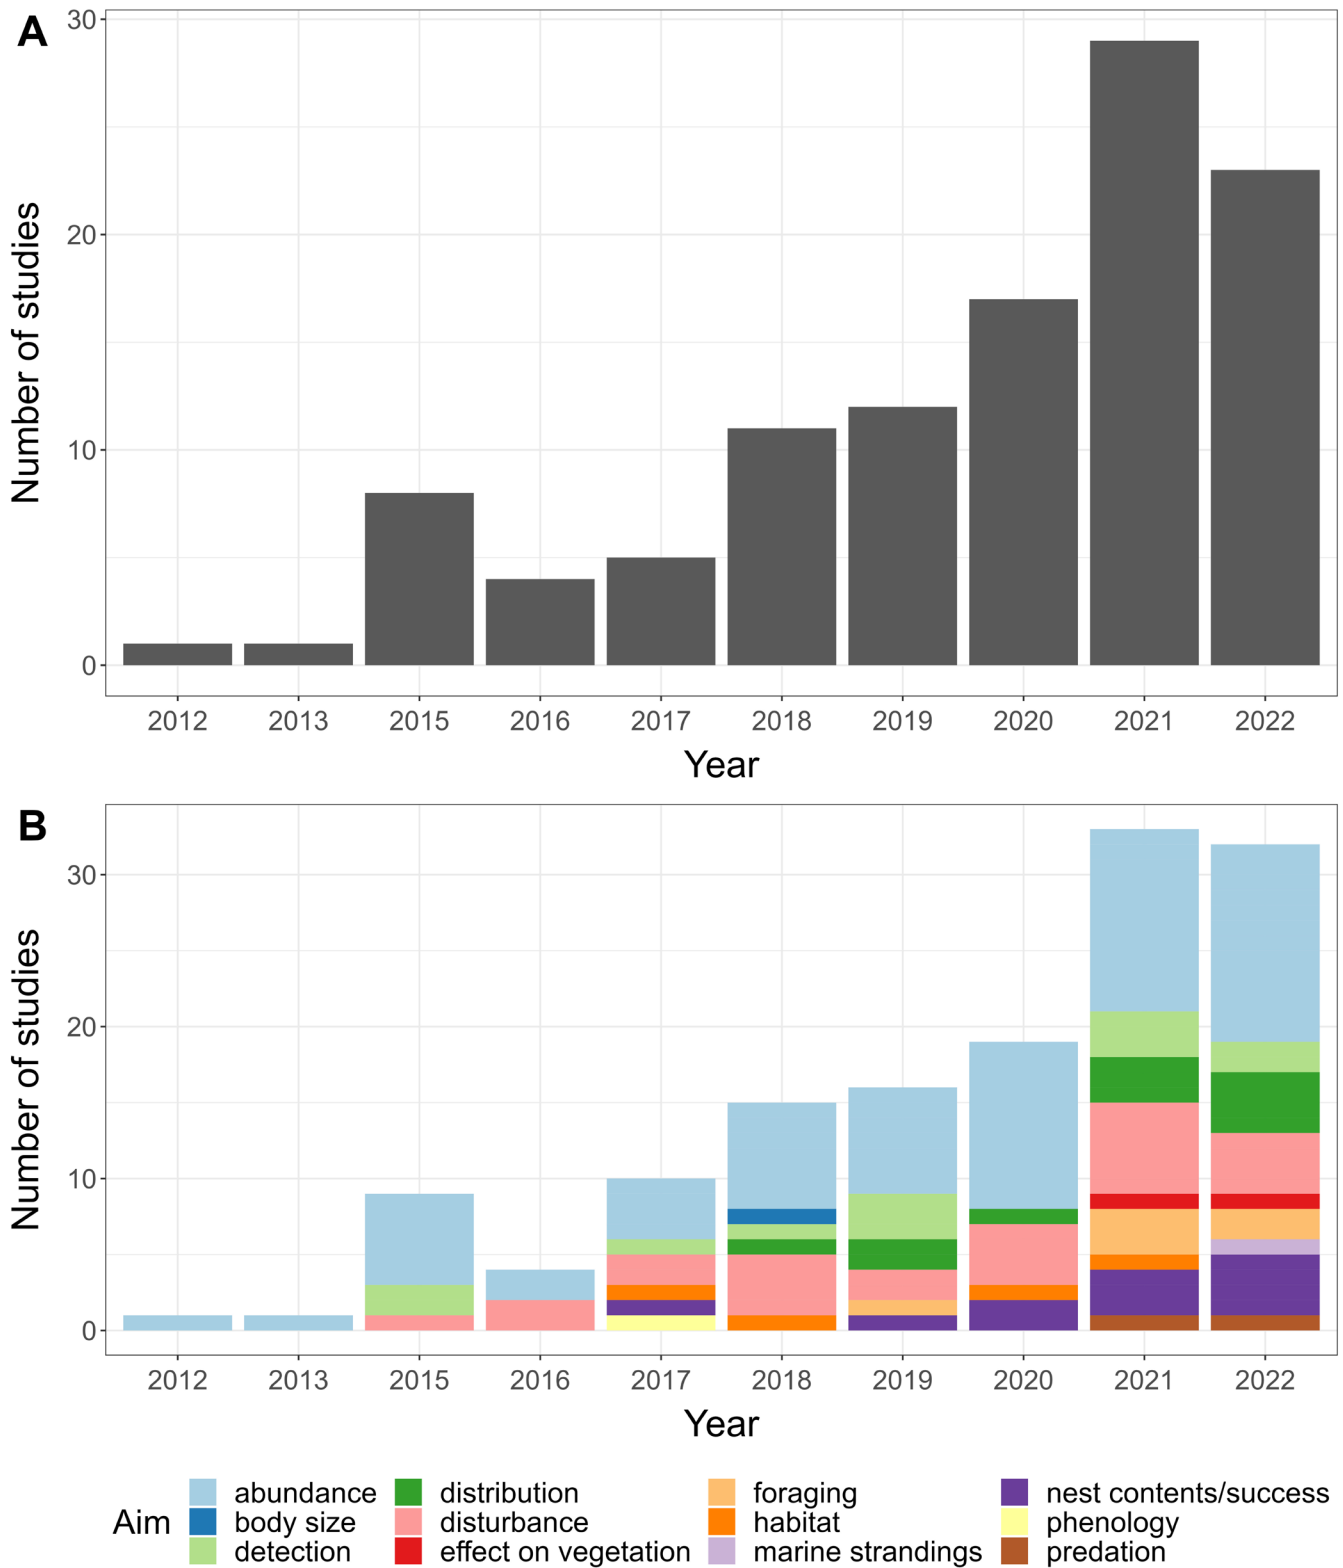 A
30
20
10
0
Number of studies
2012 2013 2015 2016 2017 2018 2019 2020 2021 2022
Year
B
30
20
10
0
Number of studies
2012 2013 2015 2016 2017 2018 2019 2020 2021 2022
Year
Aim
abundance distribution foraging nest contents/success
body size disturbance habitat phenology
detection effect on vegetation marine strandings predation